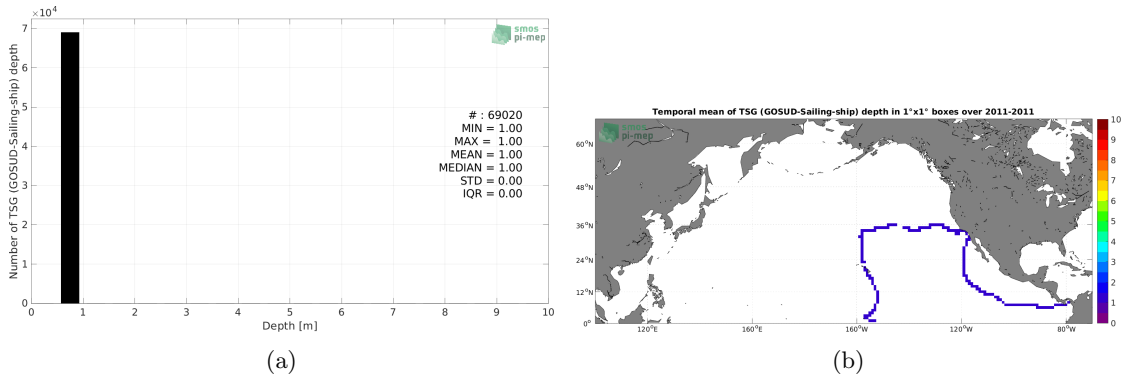 ×10⁴
7
6
5
4
3
2
1
0
Number of TSG (GOSUD-Sailing-ship) depth
0 1 2 3 4 5 6 7 8 9 10
Depth [m]
smos
pi-mep
# : 69020
MIN = 1.00
MAX = 1.00
MEAN = 1.00
MEDIAN = 1.00
STD = 0.00
IQR = 0.00
(a)
Temporal mean of TSG (GOSUD-Sailing-ship) depth in 1°x1° boxes over 2011-2011
smos
pi-mep
60°N
48°N
36°N
24°N
12°N
0°
120°E 160°E 160°W 120°W 80°W
10
9
8
7
6
5
4
3
2
1
0
(b)